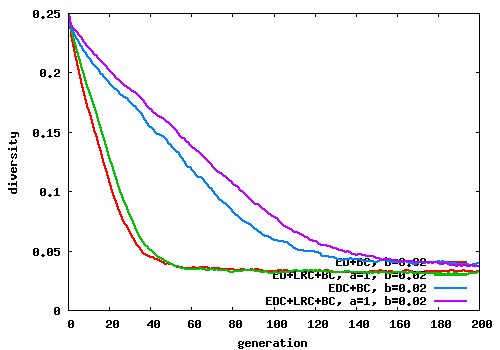 0.25
0.2
0.15
0.1
0.05
0
diversity
ED+BC, b=0.02
ED+LRC+BC, a=1, b=0.02
EDC+BC, b=0.02
EDC+LRC+BC, a=1, b=0.02
0 20 40 60 80 100 120 140 160 180 200
generation